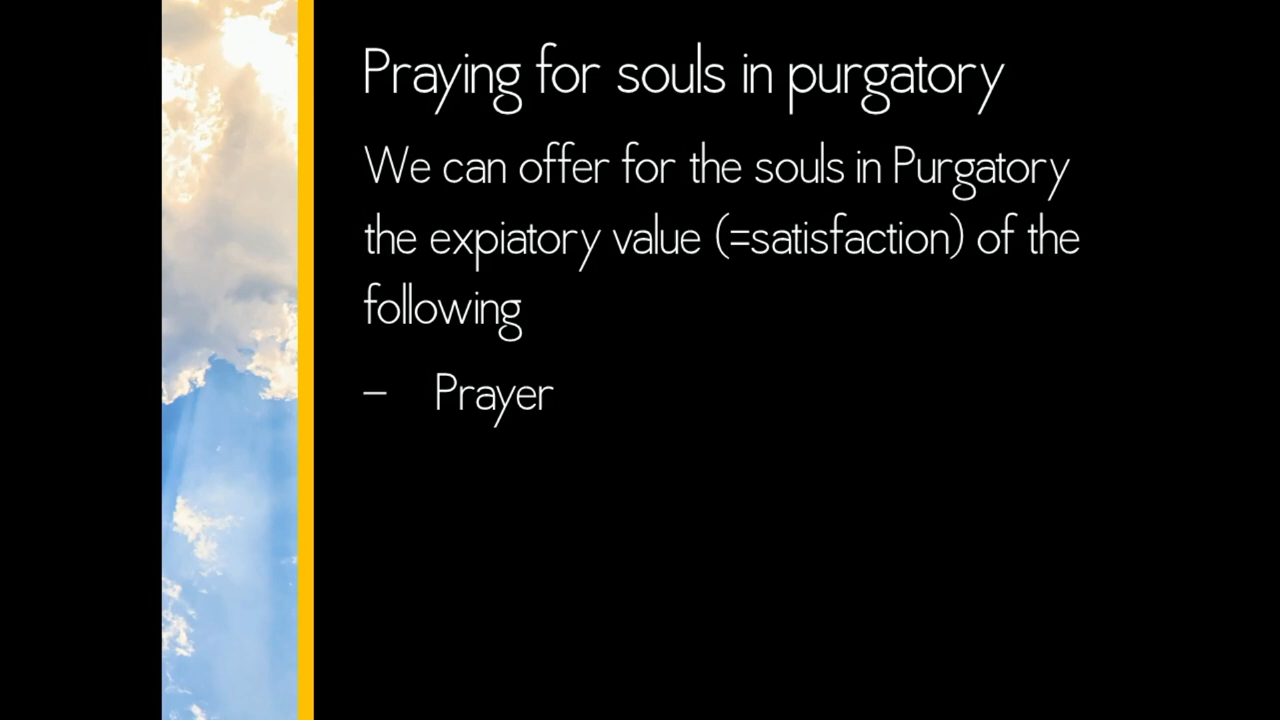 Praying for souls in purgatory
We can offer for the souls in Purgatory
the expiatory value (=satisfaction) of the
following
– Prayer